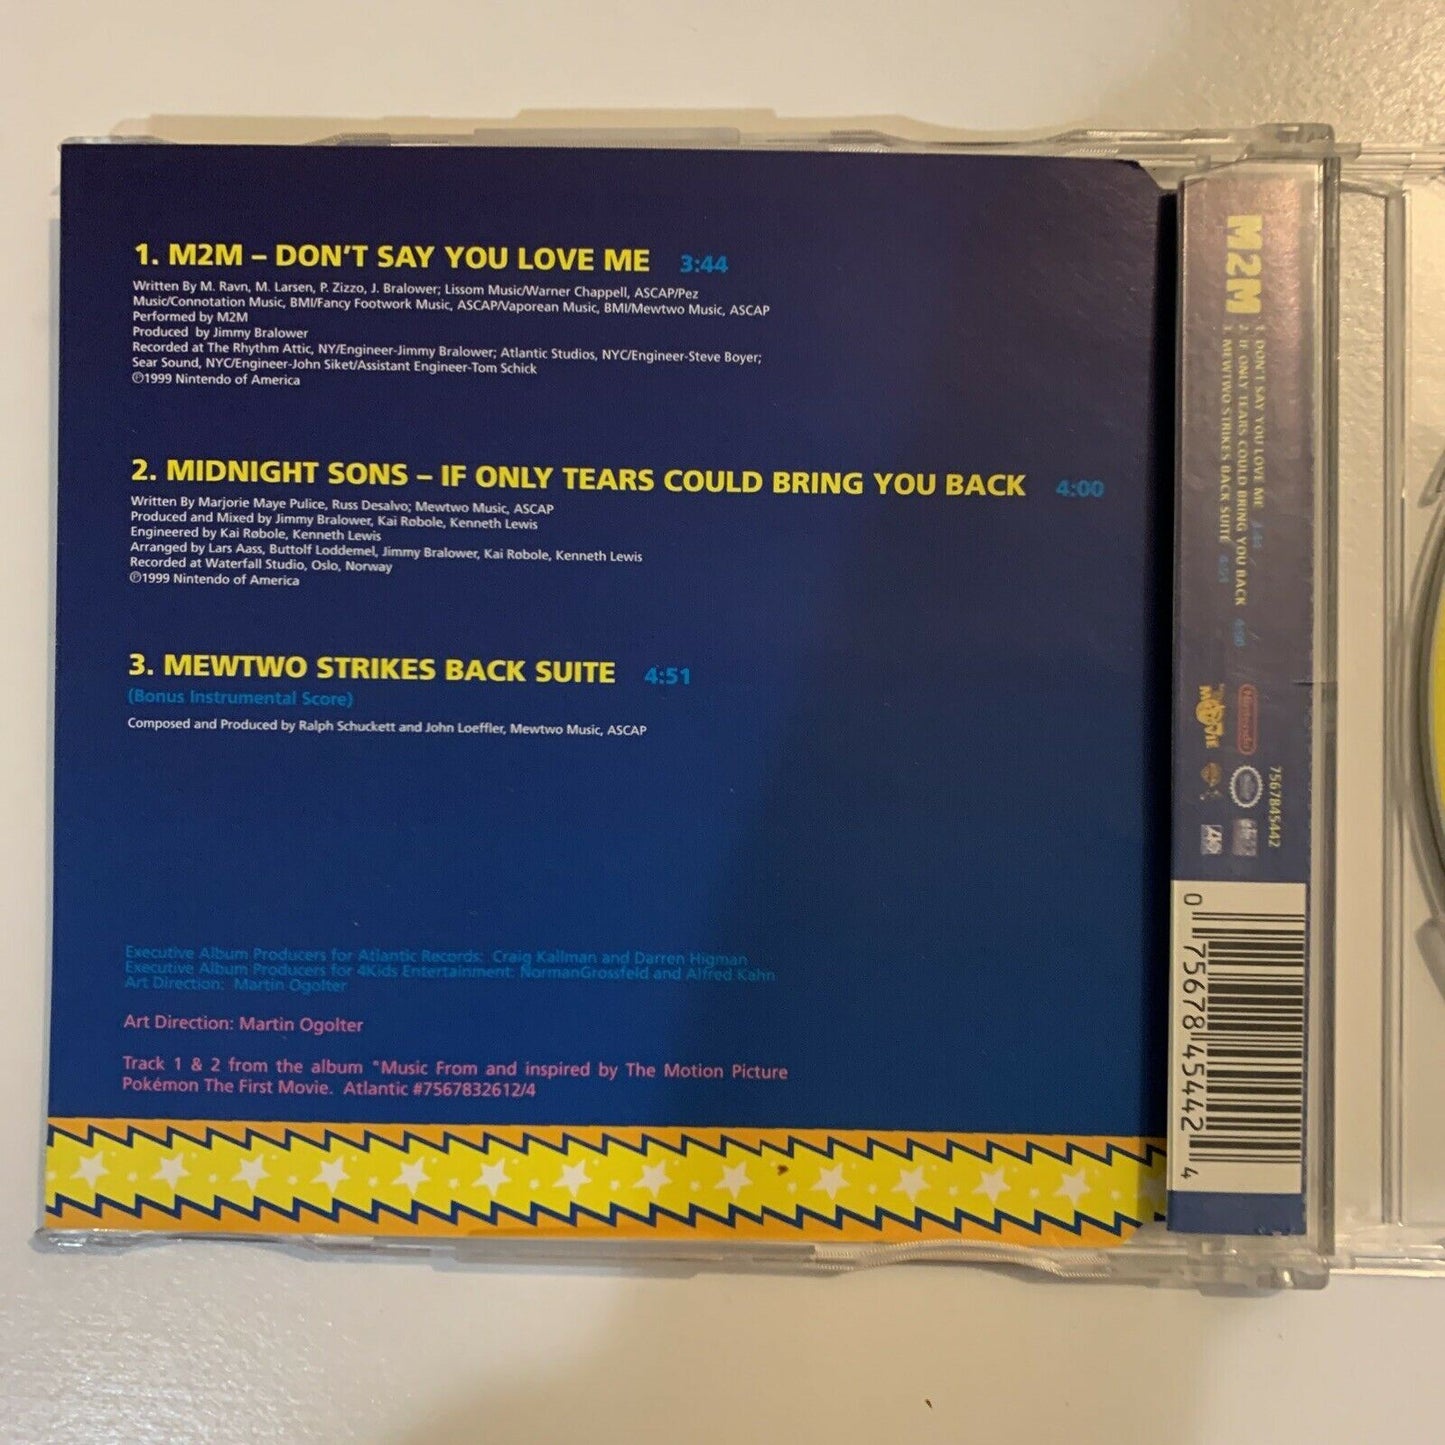 1. M2M – DON'T SAY YOU LOVE ME 3:44
Written By M. Ravn, M. Larsen, P. Zizzo, J. Bralower; Lissom Music/Warner Chappell, ASCAP/Pez
Music/Connotation Music, BMI/Fancy Footwork Music, ASCAP/Vaporean Music, BMI/Mewtwo Music, ASCAP
Performed by M2M
Produced by Jimmy Bralower
Recorded at The Rhythm Attic, NY/Engineer-Jimmy Bralower; Atlantic Studios, NYC/Engineer-Steve Boyer;
Sear Sound, NYC/Engineer-John Siket/Assistant Engineer-Tom Schick
℗1999 Nintendo of America
2. MIDNIGHT SONS – IF ONLY TEARS COULD BRING YOU BACK 4:00
Written By Marjorie Maye Pulice, Russ Desalvo; Mewtwo Music, ASCAP
Produced and Mixed by Jimmy Bralower, Kai Røbole, Kenneth Lewis
Engineered by Kai Røbole, Kenneth Lewis
Arranged by Lars Aass, Buttolf Loddemel, Jimmy Bralower, Kai Røbole, Kenneth Lewis
Recorded at Waterfall Studio, Oslo, Norway
℗1999 Nintendo of America
3. MEWTWO STRIKES BACK SUITE 4:51
(Bonus Instrumental Score)
Composed and Produced by Ralph Schuckett and John Loeffler, Mewtwo Music, ASCAP
Executive Album Producers for Atlantic Records: Craig Kallman and Darren Higman
Executive Album Producers for 4Kids Entertainment: NormanGrossfeld and Alfred Kahn
Art Direction: Martin Ogolter
Art Direction: Martin Ogolter
Track 1 & 2 from the album "Music From and inspired by The Motion Picture
Pokémon The First Movie. Atlantic #7567832612/4
M2M
1. DON'T SAY YOU LOVE ME 3:44
2. IF ONLY TEARS COULD BRING YOU BACK 4:00
3. MEWTWO STRIKES BACK SUITE 4:51
MOVIE
Nintendo
756784544​2
0 75678 45442 4